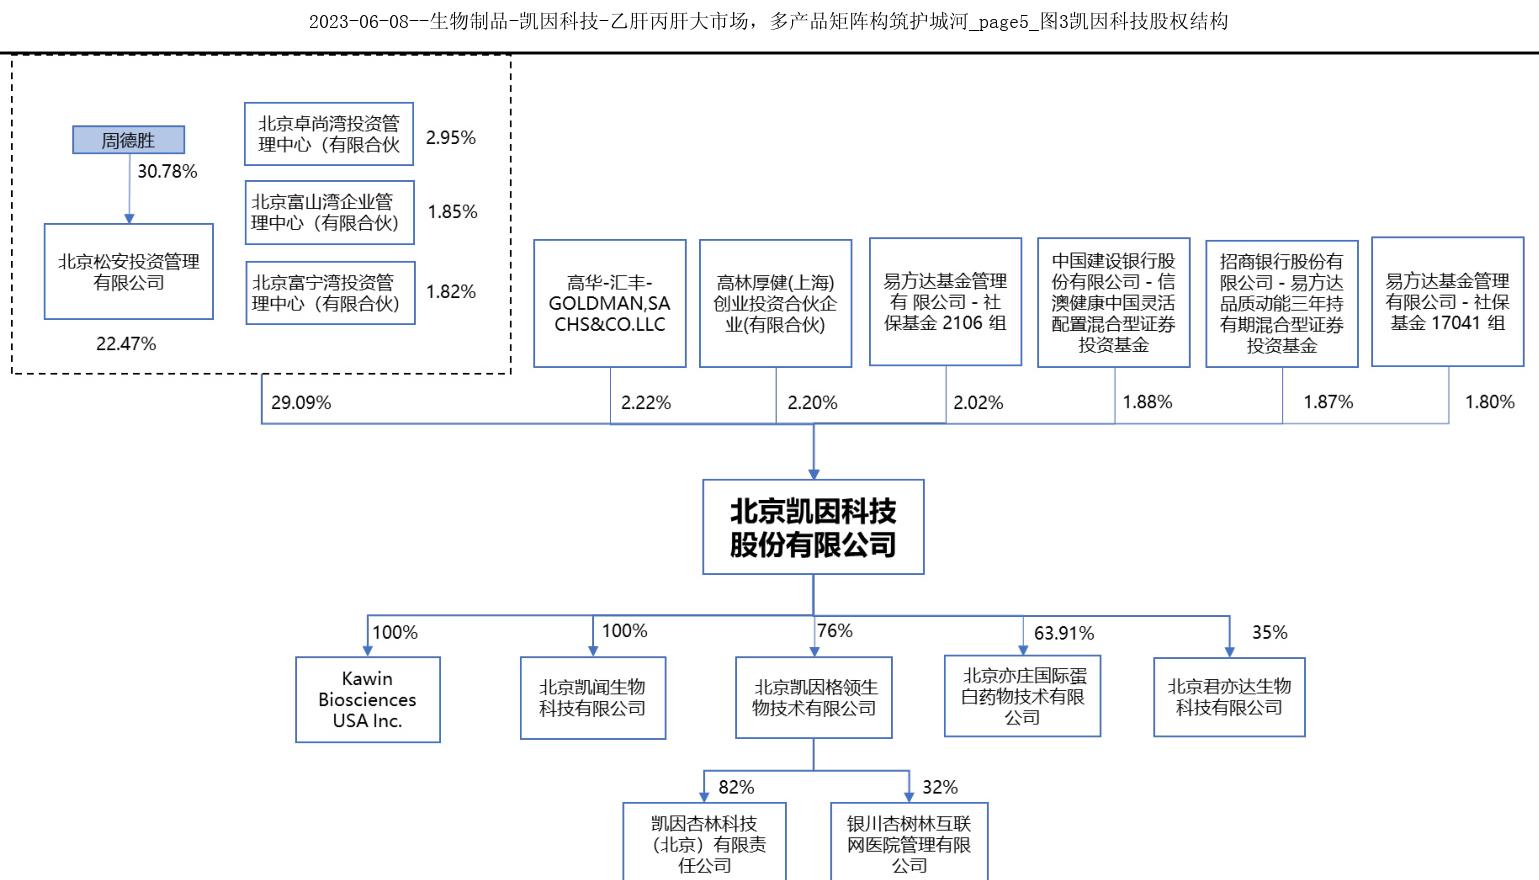 2023-06-08--生物制品-凯因科技-乙肝丙肝大市场，多产品矩阵构筑护城河_page5_图3凯因科技股权结构
周德胜
30.78%
北京松安投资管理
有限公司
22.47%
北京卓尚湾投资管
理中心（有限合伙
2.95%
北京富山湾企业管
理中心（有限合伙）
1.85%
北京富宁湾投资管
理中心（有限合伙）
1.82%
29.09%
高华-汇丰-
GOLDMAN,SA
CHS&CO.LLC
2.22%
高林厚健(上海)
创业投资合伙企
业(有限合伙)
2.20%
易方达基金管理
有 限公司 - 社
保基金 2106 组
2.02%
中国建设银行股
份有限公司 - 信
澳健康中国灵活
配置混合型证券
投资基金
1.88%
招商银行股份有
限公司 - 易方达
品质动能三年持
有期混合型证券
投资基金
1.87%
易方达基金管理
有限公司 - 社保
基金 17041 组
1.80%
北京凯因科技
股份有限公司
100%
Kawin
Biosciences
USA Inc.
100%
北京凯闻生物
科技有限公司
76%
北京凯因格领生
物技术有限公司
63.91%
北京亦庄国际蛋
白药物技术有限
公司
35%
北京君亦达生物
科技有限公司
82%
凯因杏林科技
（北京）有限责
任公司
32%
银川杏树林互联
网医院管理有限
公司